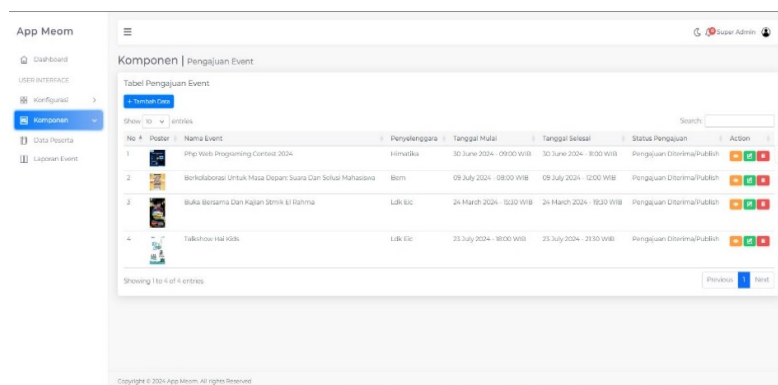 App Meom
Super Admin
Dashboard
USER INTERFACE
Konfigurasi
Komponen
Data Peserta
Laporan Event
Komponen | Pengajuan Event
Tabel Pengajuan Event
+ Tambah Data
Show 10 entries
Search:
No Poster Nama Event Penyelenggara Tanggal Mulai Tanggal Selesai Status Pengajuan Action
1 Php Web Programing Contest 2024 Himatika 30 June 2024 - 09:00 WIB 30 June 2024 - 11:00 WIB Pengajuan Diterima/Publish
2 Berkolaborasi Untuk Masa Depan: Suara Dan Solusi Mahasiswa Bem 09 July 2024 - 08:00 WIB 09 July 2024 - 12:00 WIB Pengajuan Diterima/Publish
3 Buka Bersama Dan Kajian Stmik El Rahma Ldk Eic 24 March 2024 - 15:30 WIB 24 March 2024 - 19:30 WIB Pengajuan Diterima/Publish
4 Talkshow Hai Kids Ldk Eic 23 July 2024 - 18:00 WIB 23 July 2024 - 21:30 WIB Pengajuan Diterima/Publish
Showing 1 to 4 of 4 entries
Previous 1 Next
Copyright © 2024 App Meom. All rights Reserved